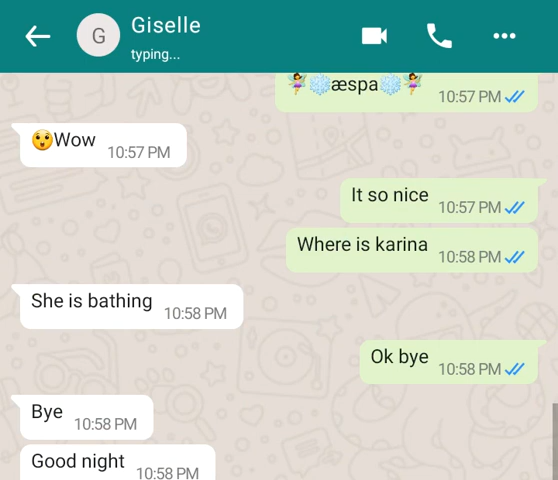 Giselle
G
typing...
🧚‍♀️❄️æspa❄️🧚‍♀️
10:57 PM
😲Wow 10:57 PM
It so nice 10:57 PM
Where is karina 10:58 PM
She is bathing 10:58 PM
Ok bye 10:58 PM
Bye 10:58 PM
Good night 10:58 PM